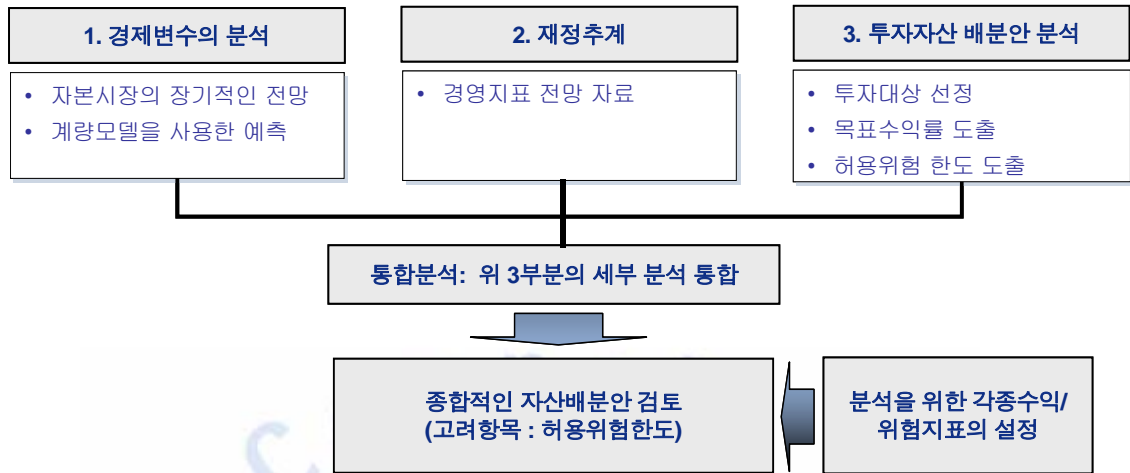 1. 경제변수의 분석
• 자본시장의 장기적인 전망
• 계량모델을 사용한 예측
2. 재정추계
• 경영지표 전망 자료
3. 투자자산 배분안 분석
• 투자대상 선정
• 목표수익률 도출
• 허용위험 한도 도출
통합분석: 위 3부분의 세부 분석 통합
종합적인 자산배분안 검토
(고려항목 : 허용위험한도)
분석을 위한 각종수익/
위험지표의 설정